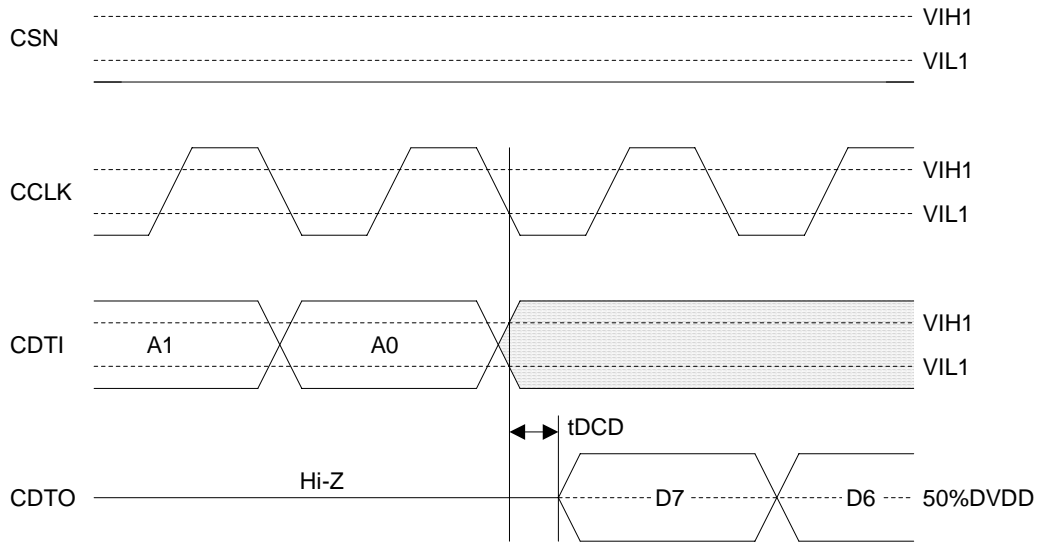 CSN
VIH1
VIL1
CCLK
VIH1
VIL1
CDTI
A1
A0
VIH1
VIL1
tDCD
CDTO
Hi-Z
D7
D6
50%DVDD